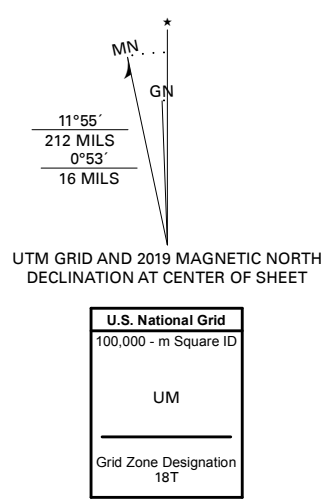 ★
MN
GN
11°55´
212 MILS
0°53´
16 MILS
UTM GRID AND 2019 MAGNETIC NORTH
DECLINATION AT CENTER OF SHEET
U.S. National Grid
100,000 - m Square ID
UM
Grid Zone Designation
18T